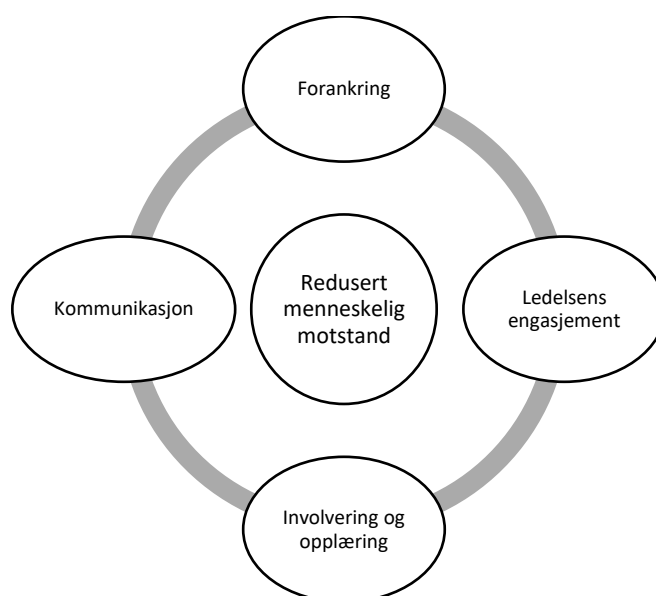 Forankring
Kommunikasjon
Redusert
menneskelig
motstand
Ledelsens
engasjement
Involvering og
opplæring